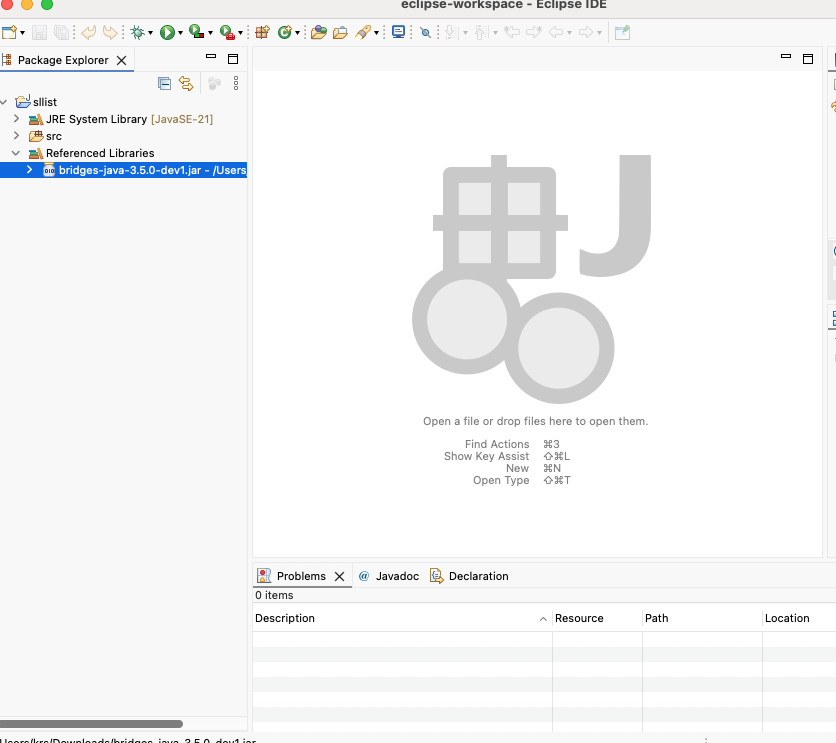 eclipse-workspace - Eclipse IDE
Package Explorer
sllist
JRE System Library [JavaSE-21]
src
Referenced Libraries
bridges-java-3.5.0-dev1.jar - /Users
J
Open a file or drop files here to open them.
Find Actions ⌘3
Show Key Assist ⇧⌘L
New ⌘N
Open Type ⇧⌘T
Problems @ Javadoc Declaration
0 items
Description Resource Path Location
/Users/krs/Downloads/bridges-java-3.5.0-dev1.jar